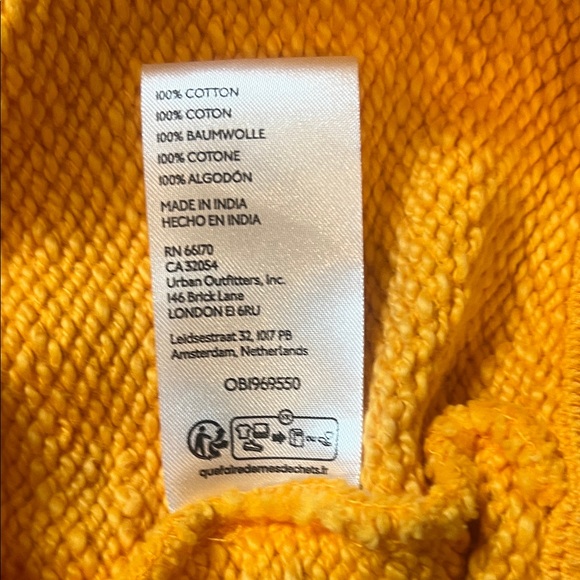 100% COTTON
100% COTON
100% BAUMWOLLE
100% COTONE
100% ALGODÓN
MADE IN INDIA
HECHO EN INDIA
RN 66170
CA 32054
Urban Outfitters, Inc.
146 Brick Lane
LONDON E1 6RU
Leidsestraat 32, 1017 PB
Amsterdam, Netherlands
OB1969550
quefairedemesdechets.fr